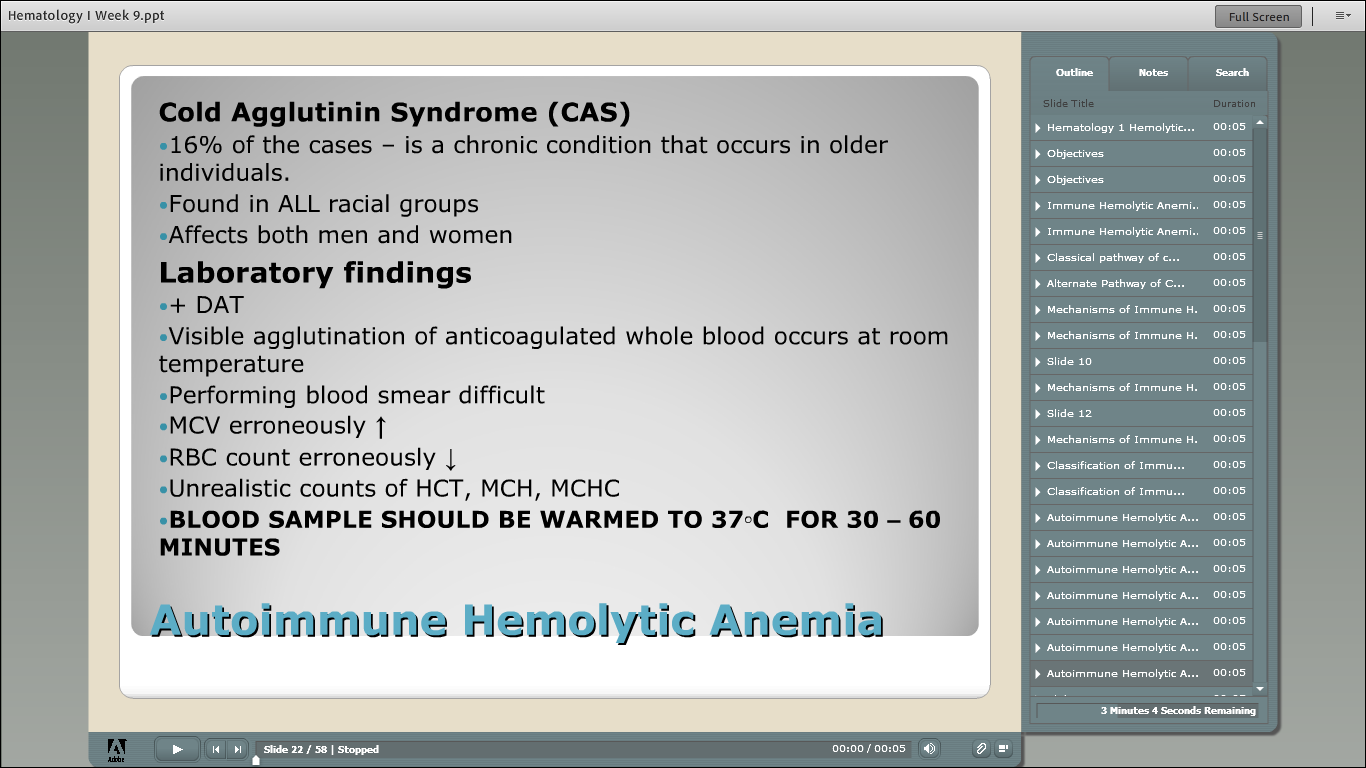 Hematology I Week 9.ppt
Full Screen
Cold Agglutinin Syndrome (CAS)
•16% of the cases – is a chronic condition that occurs in older
individuals.
•Found in ALL racial groups
•Affects both men and women
Laboratory findings
•+ DAT
•Visible agglutination of anticoagulated whole blood occurs at room
temperature
•Performing blood smear difficult
•MCV erroneously ↑
•RBC count erroneously ↓
•Unrealistic counts of HCT, MCH, MCHC
•BLOOD SAMPLE SHOULD BE WARMED TO 37◦C  FOR 30 – 60
MINUTES
Autoimmune Hemolytic Anemia
Outline Notes Search
Slide Title Duration
Hematology 1 Hemolytic... 00:05
Objectives 00:05
Objectives 00:05
Immune Hemolytic Anemi.. 00:05
Immune Hemolytic Anemi.. 00:05
Classical pathway of c... 00:05
Alternate Pathway of C... 00:05
Mechanisms of Immune H. 00:05
Mechanisms of Immune H. 00:05
Slide 10 00:05
Mechanisms of Immune H. 00:05
Slide 12 00:05
Mechanisms of Immune H. 00:05
Classification of Immu... 00:05
Classification of Immu... 00:05
Autoimmune Hemolytic A... 00:05
Autoimmune Hemolytic A... 00:05
Autoimmune Hemolytic A... 00:05
Autoimmune Hemolytic A... 00:05
Autoimmune Hemolytic A... 00:05
Autoimmune Hemolytic A... 00:05
Autoimmune Hemolytic A... 00:05
3 Minutes 4 Seconds Remaining
Adobe
Slide 22 / 58 | Stopped
00:00 / 00:05